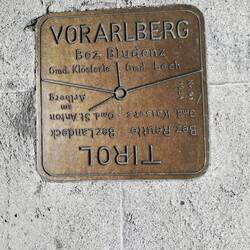 VORARLBERG
Bez. Bludenz
Gmd. Klösterle Gmd. Lech
TIROL
Bez. Reutte Bez. Landeck
Gmd. Kaisers Gmd. St. Anton
am
Arlberg